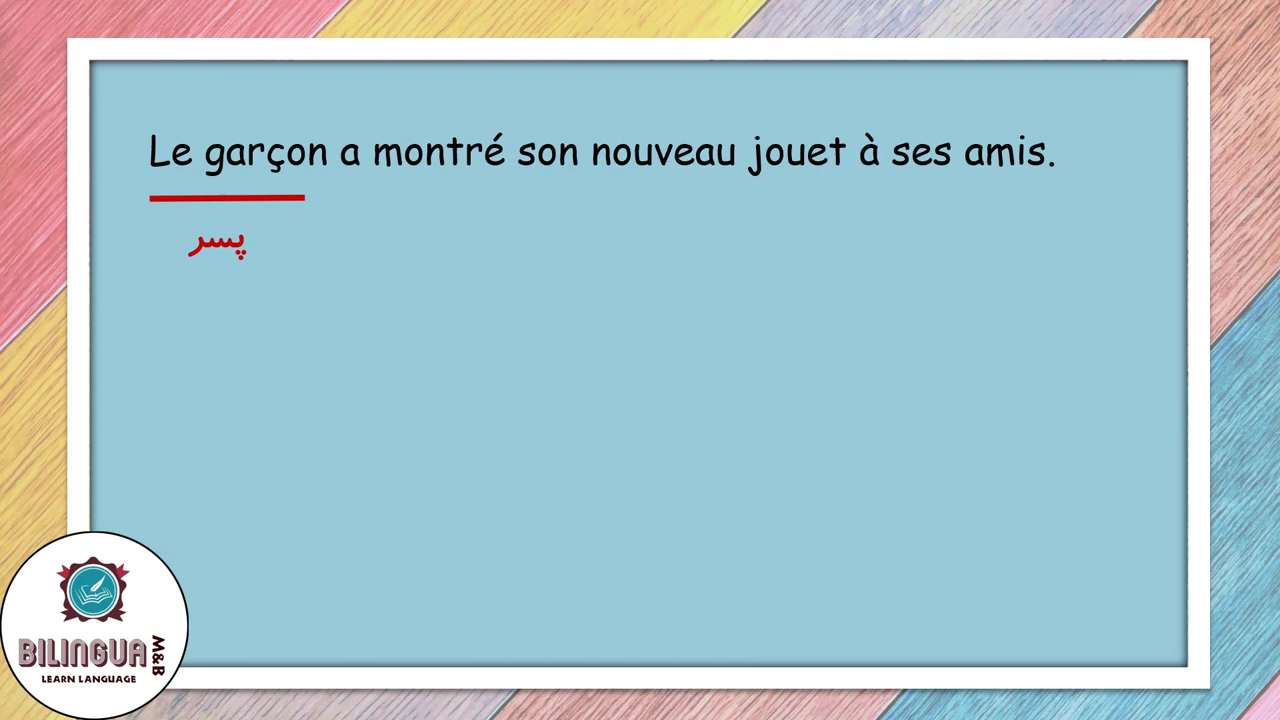 Le garçon a montré son nouveau jouet à ses amis.
پسر
BILINGUA
M&B
LEARN LANGUAGE